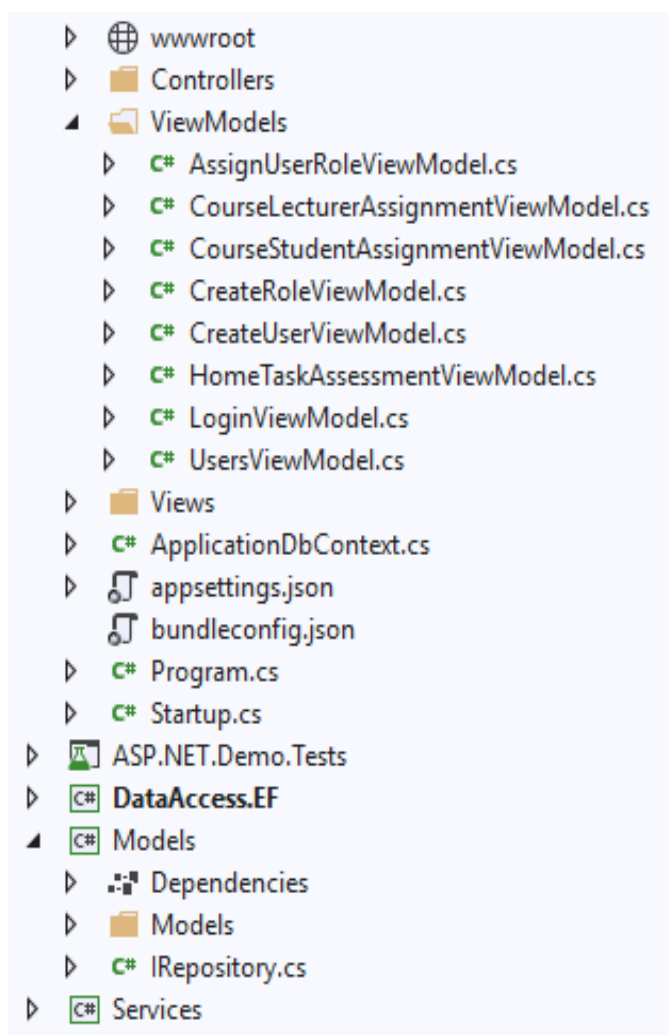 wwwroot
Controllers
ViewModels
C# AssignUserRoleViewModel.cs
C# CourseLecturerAssignmentViewModel.cs
C# CourseStudentAssignmentViewModel.cs
C# CreateRoleViewModel.cs
C# CreateUserViewModel.cs
C# HomeTaskAssessmentViewModel.cs
C# LoginViewModel.cs
C# UsersViewModel.cs
Views
C# ApplicationDbContext.cs
appsettings.json
bundleconfig.json
C# Program.cs
C# Startup.cs
ASP.NET.Demo.Tests
C# DataAccess.EF
C# Models
Dependencies
Models
C# IRepository.cs
C# Services